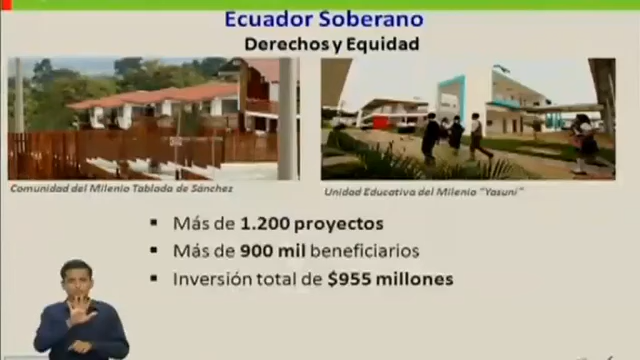 Ecuador Soberano
Derechos y Equidad
Comunidad del Milenio Tablada de Sánchez
Unidad Educativa del Milenio "Yasuní"
▪ Más de 1.200 proyectos
▪ Más de 900 mil beneficiarios
▪ Inversión total de $955 millones